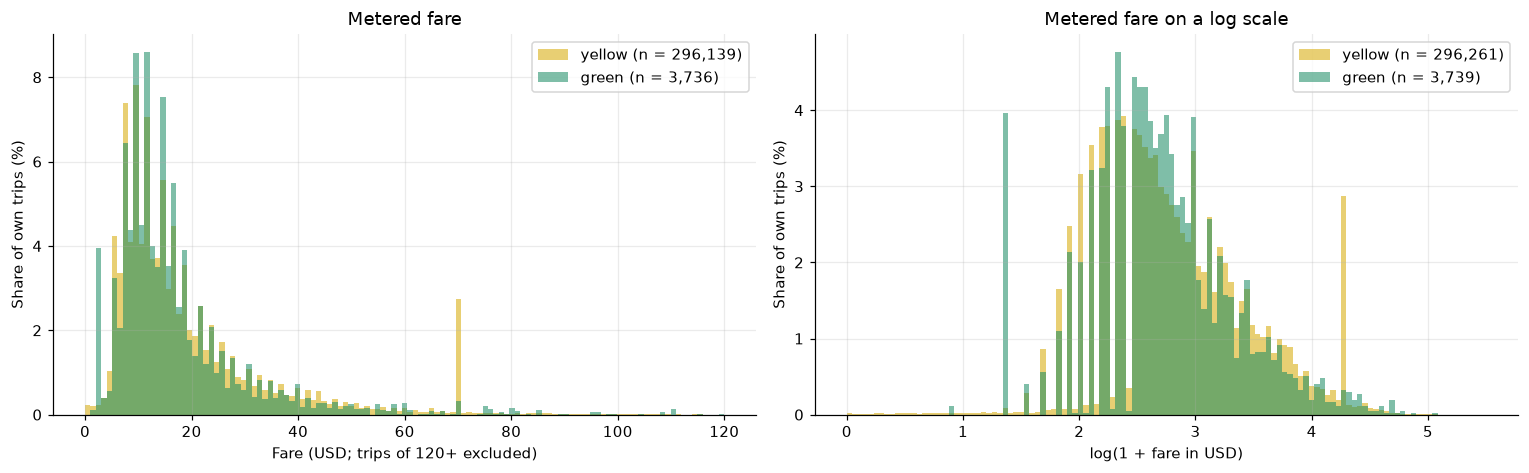 Metered fare
yellow (n = 296,139)
green (n = 3,736)
Share of own trips (%)
0
2
4
6
8
0 20 40 60 80 100 120
Fare (USD; trips of 120+ excluded)
Metered fare on a log scale
yellow (n = 296,261)
green (n = 3,739)
Share of own trips (%)
0
1
2
3
4
0 1 2 3 4 5
log(1 + fare in USD)